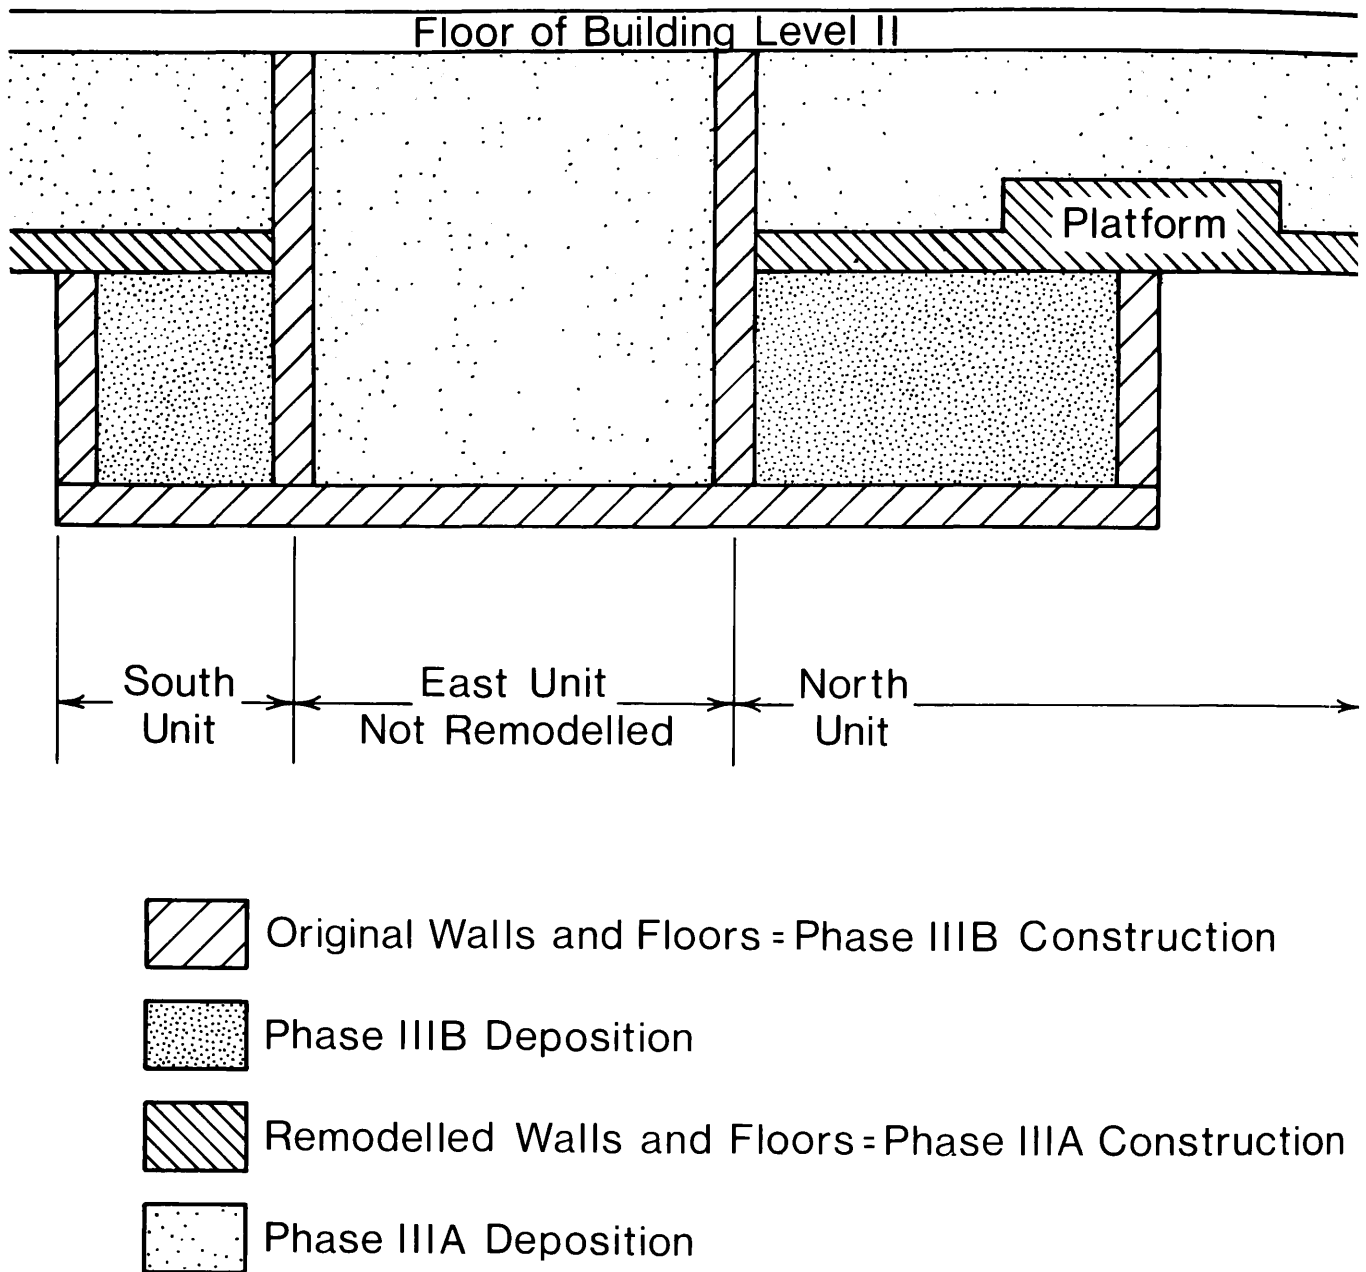 Floor of Building Level II
Platform
South
Unit
East Unit
Not Remodelled
North
Unit
Original Walls and Floors = Phase IIIB Construction
Phase IIIB Deposition
Remodelled Walls and Floors = Phase IIIA Construction
Phase IIIA Deposition